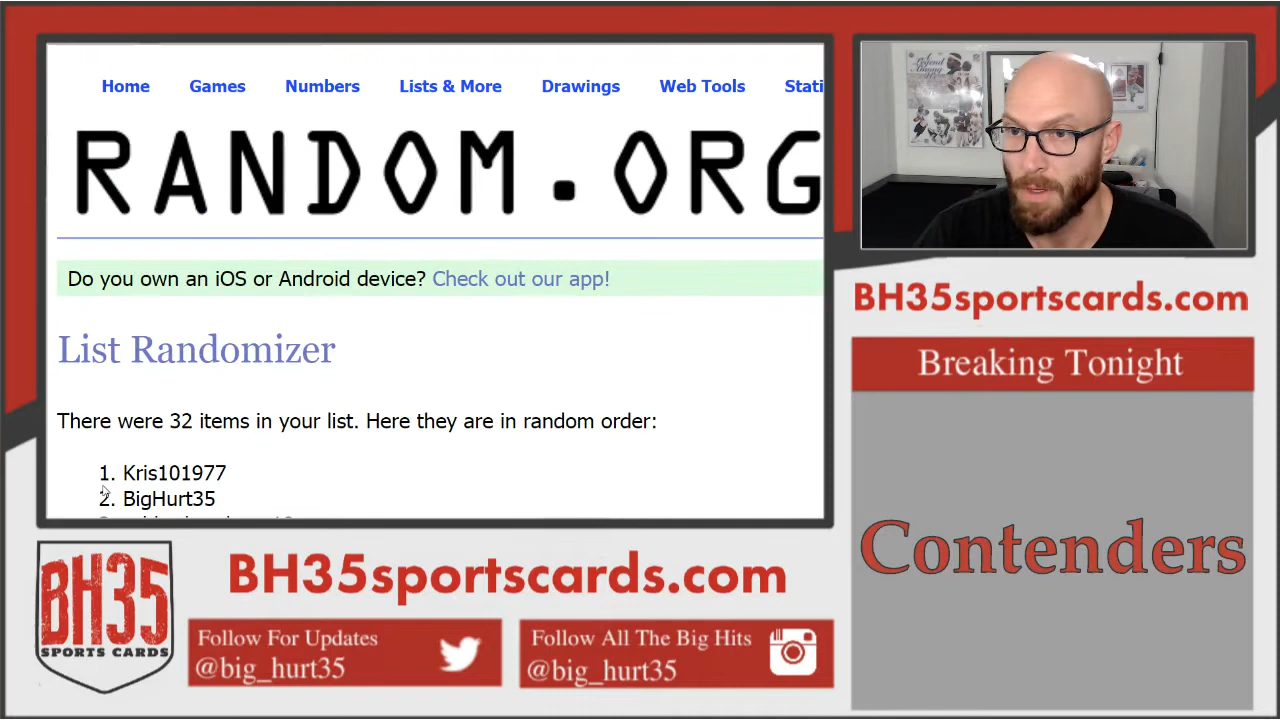 Home Games Numbers Lists & More Drawings Web Tools Stati
RANDOM.ORG
Do you own an iOS or Android device? Check out our app!
List Randomizer
There were 32 items in your list. Here they are in random order:
1. Kris101977
2. BigHurt35
BH35sportscards.com
Breaking Tonight
Contenders
BH35
SPORTS CARDS
BH35sportscards.com
Follow For Updates
@big_hurt35
Follow All The Big Hits
@big_hurt35